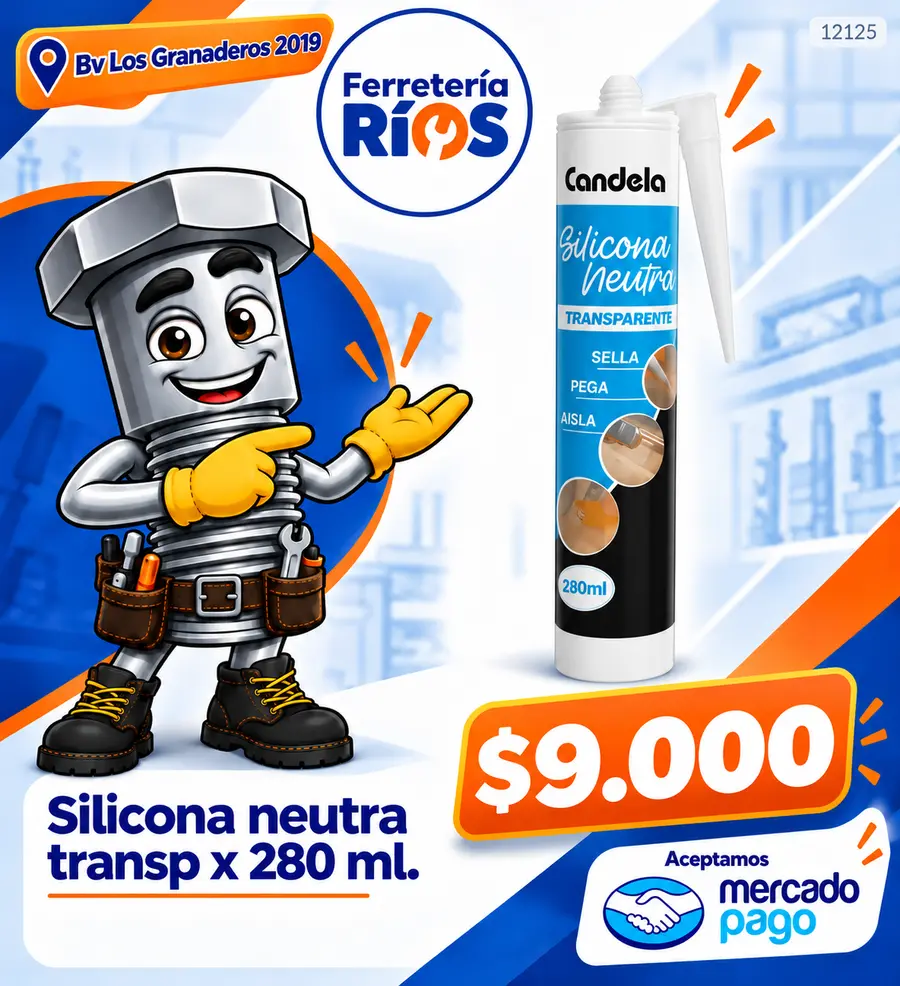 Bv Los Granaderos 2019
Ferretería
RÍOS
12125
Candela
Silicona
Neutra
TRANSPARENTE
SELLA
PEGA
AISLA
280ml
$9.000
Silicona neutra
transp x 280 ml.
Aceptamos
mercado
pago